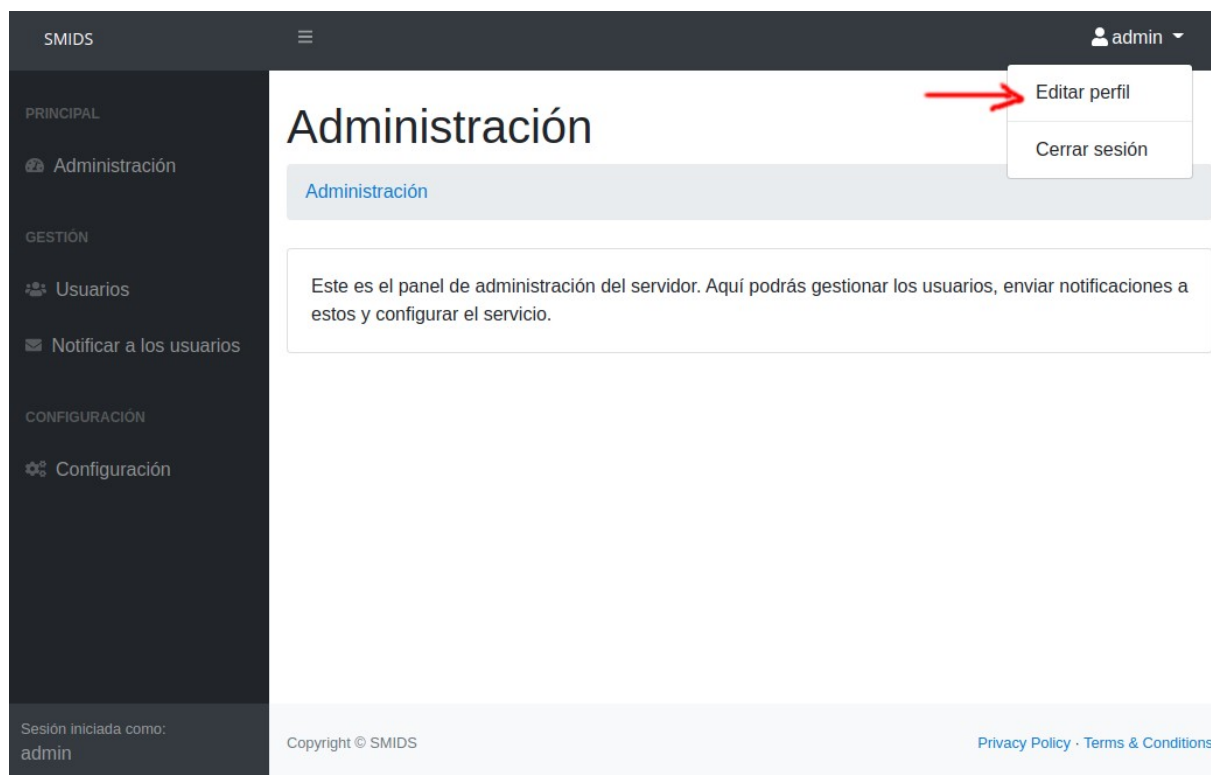 SMIDS
admin
Editar perfil
Cerrar sesión
PRINCIPAL
Administración
GESTIÓN
Usuarios
Notificar a los usuarios
CONFIGURACIÓN
Configuración
Sesión iniciada como:
admin
Administración
Administración
Este es el panel de administración del servidor. Aquí podrás gestionar los usuarios, enviar notificaciones a
estos y configurar el servicio.
Copyright © SMIDS
Privacy Policy · Terms & Conditions